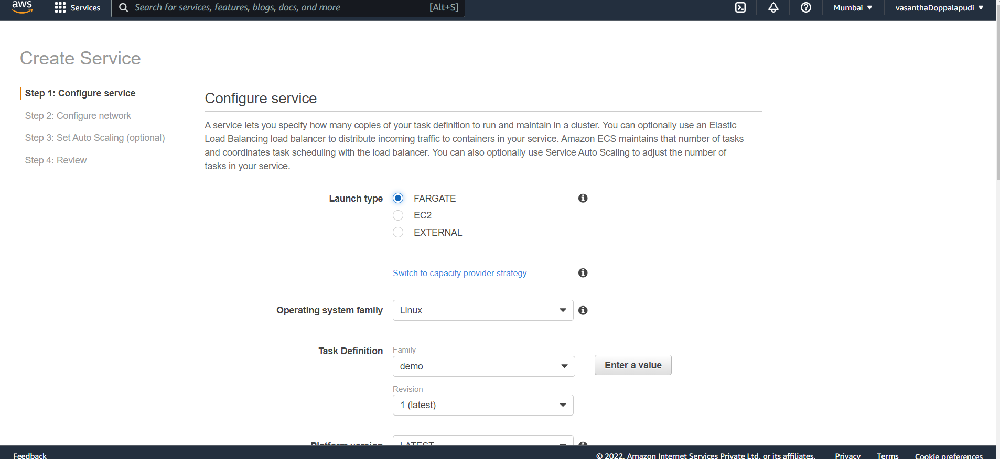 aws Services Search for services, features, blogs, docs, and more [Alt+S] Mumbai ▼ vasanthaDoppalapudi ▼
Create Service
Step 1: Configure service
Step 2: Configure network
Step 3: Set Auto Scaling (optional)
Step 4: Review
Configure service
A service lets you specify how many copies of your task definition to run and maintain in a cluster. You can optionally use an Elastic
Load Balancing load balancer to distribute incoming traffic to containers in your service. Amazon ECS maintains that number of tasks
and coordinates task scheduling with the load balancer. You can also optionally use Service Auto Scaling to adjust the number of
tasks in your service.
Launch type FARGATE
EC2
EXTERNAL
Switch to capacity provider strategy
Operating system family Linux
Task Definition Family
demo Enter a value
Revision
1 (latest)
Platform version LATEST
Feedback © 2022, Amazon Internet Services Private Ltd. or its affiliates. Privacy Terms Cookie preferences